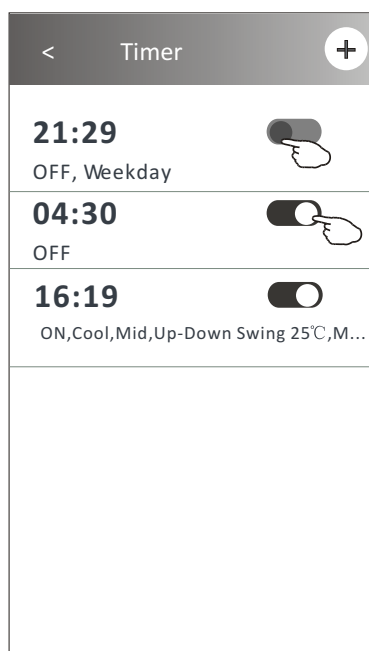 < Timer +
21:29
OFF, Weekday
04:30
OFF
16:19
ON,Cool,Mid,Up-Down Swing 25℃,M...